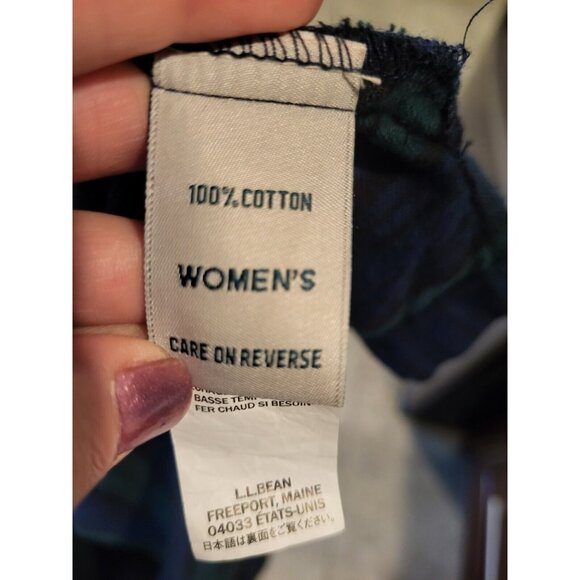 100% COTTON
WOMEN'S
CARE ON REVERSE
BASSE TEMP
FER CHAUD SI BESOIN
L.L.BEAN
FREEPORT, MAINE
04033 ÉTATS-UNIS
日本語は裏面をご覧ください。